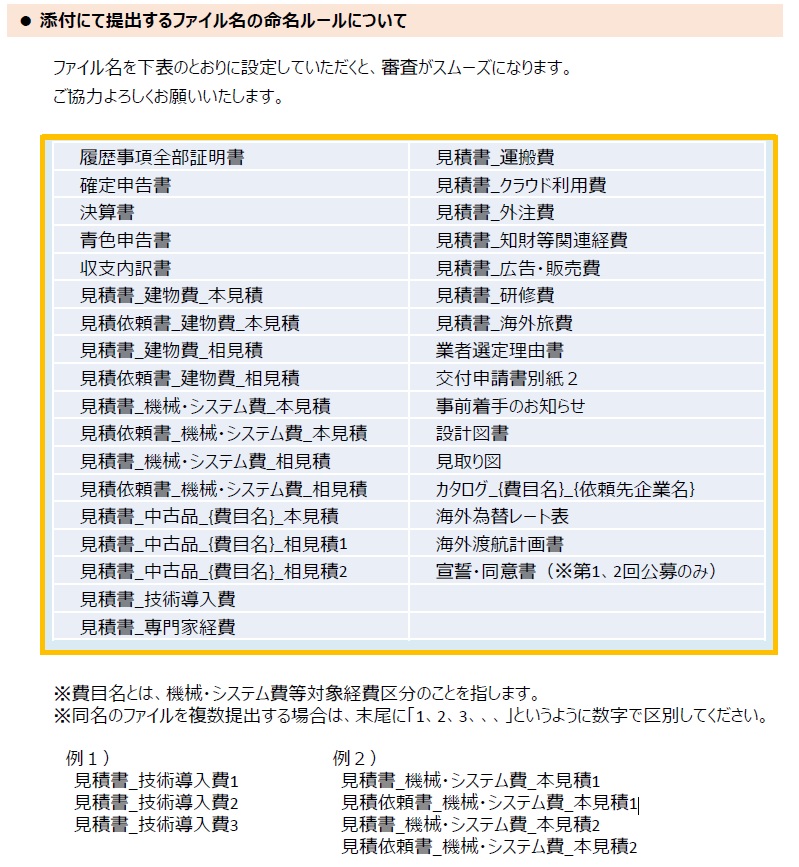 ● 添付にて提出するファイル名の命名ルールについて
ファイル名を下表のとおりに設定していただくと、審査がスムーズになります。
ご協力よろしくお願いいたします。
履歴事項全部証明書
確定申告書
決算書
青色申告書
収支内訳書
見積書_建物費_本見積
見積依頼書_建物費_本見積
見積書_建物費_相見積
見積依頼書_建物費_相見積
見積書_機械・システム費_本見積
見積依頼書_機械・システム費_本見積
見積書_機械・システム費_相見積
見積依頼書_機械・システム費_相見積
見積書_中古品_{費目名}_本見積
見積書_中古品_{費目名}_相見積1
見積書_中古品_{費目名}_相見積2
見積書_技術導入費
見積書_専門家経費
見積書_運搬費
見積書_クラウド利用費
見積書_外注費
見積書_知財等関連経費
見積書_広告・販売費
見積書_研修費
見積書_海外旅費
業者選定理由書
交付申請書別紙２
事前着手のお知らせ
設計図書
見取り図
カタログ_{費目名}_{依頼先企業名}
海外為替レート表
海外渡航計画書
宣誓・同意書（※第1、2回公募のみ）
※費目名とは、機械・システム費等対象経費区分のことを指します。
※同名のファイルを複数提出する場合は、末尾に「1、2、3、、、」というように数字で区別してください。
例１）
見積書_技術導入費1
見積書_技術導入費2
見積書_技術導入費3
例２）
見積書_機械・システム費_本見積1
見積依頼書_機械・システム費_本見積1
見積書_機械・システム費_本見積2
見積依頼書_機械・システム費_本見積2